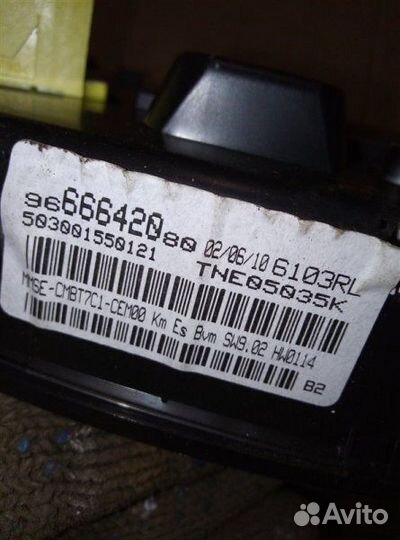 9666642080 02/06/10 6103RL
503001550121 TNE05035K
MMSE-CMBT7C1-CEM00 Km Es Bvm SW9.02 HW0114
B2
Avito